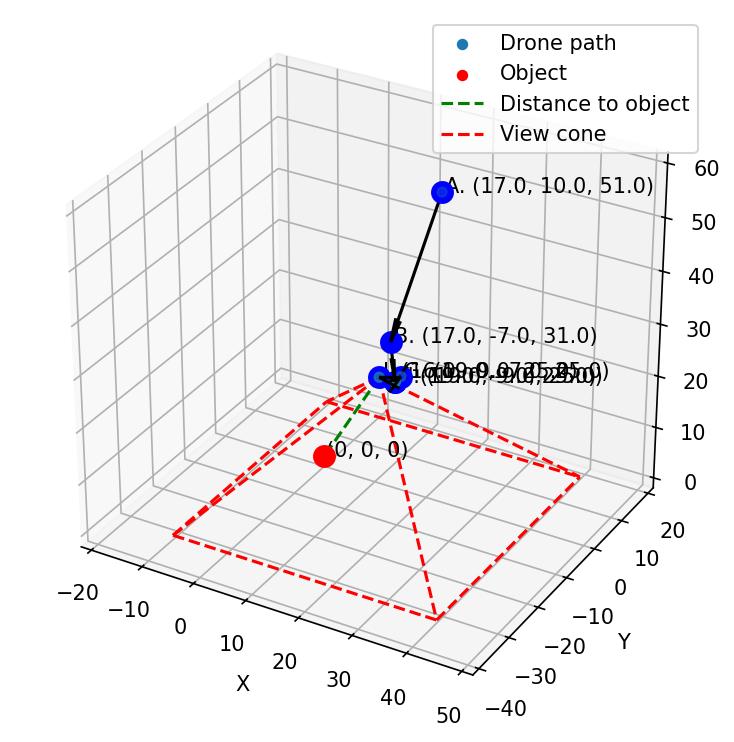 Drone path
Object
Distance to object
View cone
A. (17.0, 10.0, 51.0)
B. (17.0, -7.0, 31.0)
(0, 0, 0)
60
50
40
30
20
10
0
20
10
0
−10
−20
−30
−40
Y
−20
−10
0
10
20
30
40
50
X